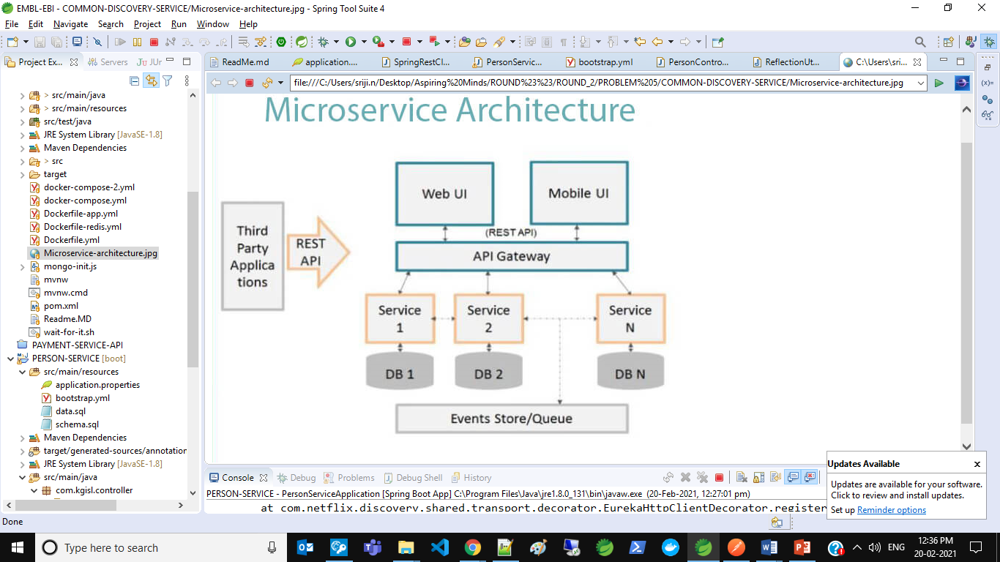 EMBL-EBI - COMMON-DISCOVERY-SERVICE/Microservice-architecture.jpg - Spring Tool Suite 4
File Edit Navigate Search Project Run Window Help
Project Ex... Servers JUr
ReadMe.md application.... SpringRestCl... PersonServic... bootstrap.yml PersonContro... ReflectionUt... C:\Users\sri...
file:///C:/Users/sriji.n/Desktop/Aspiring%20Minds/ROUND%23%23/ROUND_2/PROBLEM%205/COMMON-DISCOVERY-SERVICE/Microservice-architecture.jpg
> src/main/java
> src/main/resources
src/test/java
JRE System Library [JavaSE-1.8]
Maven Dependencies
> src
target
docker-compose-2.yml
docker-compose.yml
Dockerfile-app.yml
Dockerfile-redis.yml
Dockerfile.yml
Microservice-architecture.jpg
mongo-init.js
mvnw
mvnw.cmd
pom.xml
Readme.MD
wait-for-it.sh
PAYMENT-SERVICE-API
PERSON-SERVICE [boot]
src/main/resources
application.properties
bootstrap.yml
data.sql
schema.sql
Maven Dependencies
target/generated-sources/annotation
JRE System Library [JavaSE-1.8]
src/main/java
com.kgisl.controller
Microservice Architecture
Web UI
Mobile UI
Third
Party
Applica
tions
REST
API
(REST API)
API Gateway
Service
1
Service
2
Service
N
DB 1
DB 2
DB N
Events Store/Queue
Console Debug Problems Debug Shell History
PERSON-SERVICE - PersonServiceApplication [Spring Boot App] C:\Program Files\Java\jre1.8.0_131\bin\javaw.exe (20-Feb-2021, 12:27:01 pm)
at com.netflix.discovery.shared.transport.decorator.EurekaHttpClientDecorator.register
Updates Available
Updates are available for your software.
Click to review and install updates.
Set up Reminder options
Done
Type here to search
ENG
12:36 PM
20-02-2021